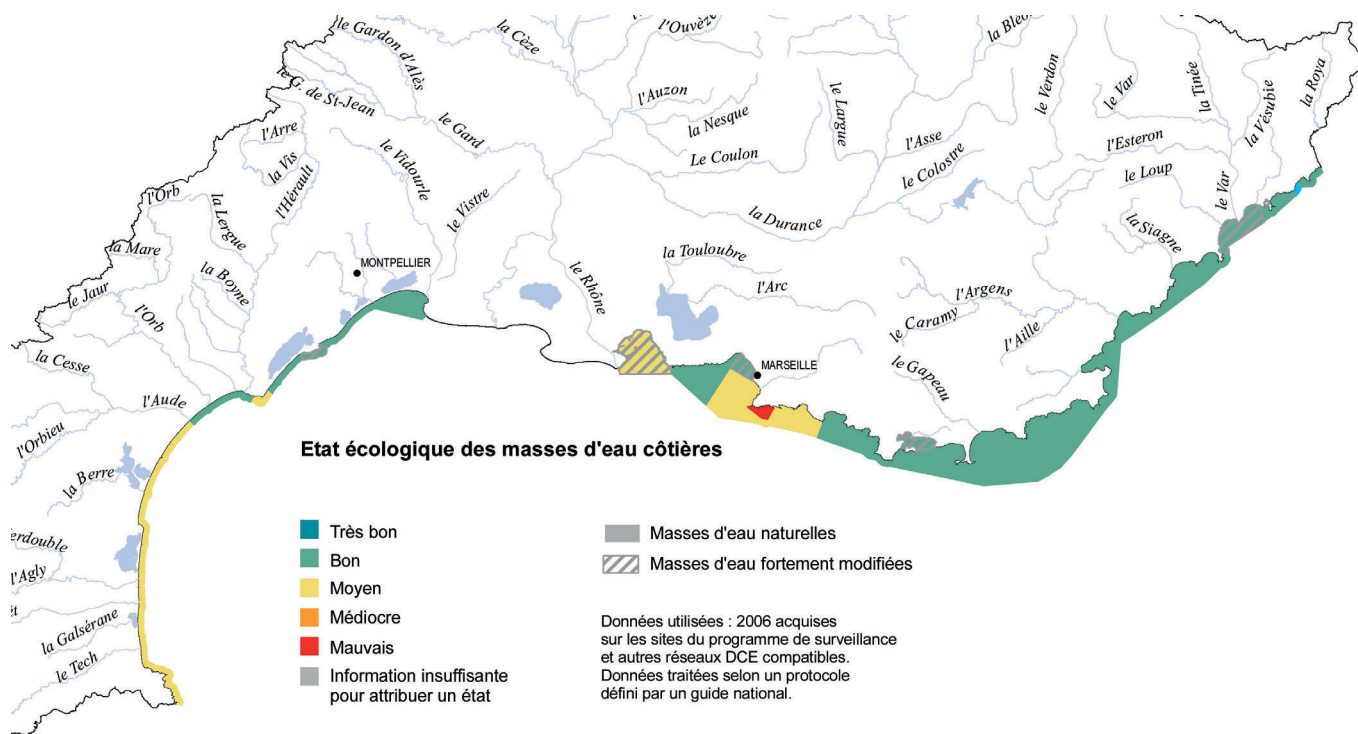 le Gardon d'Alès
la Cèze
l'Ouvèze
la Bléo
le G. de St-Jean
l'Auzon
le Largue
le Verdon
le Var
la Tinée
la Vésubie
la Roya
l'Arre
le Gard
la Nesque
l'Asse
l'Esteron
la Vis
le Vidourle
Le Coulon
le Colostre
le Loup
l'Orb
l'Hérault
la Lergue
le Vistre
la Durance
le Var
la Siagne
la Mare
MONTPELLIER
la Touloubre
la Boyne
le Rhône
l'Arc
l'Argens
le Jaur
l'Orb
le Caramy
l'Aille
la Cesse
MARSEILLE
le Gapeau
l'Aude
l'Orbieu
la Berre
erdouble
l'Agly
êt
la Galsérane
le Tech
Etat écologique des masses d'eau côtières
Très bon
Bon
Moyen
Médiocre
Mauvais
Information insuffisante
pour attribuer un état
Masses d'eau naturelles
Masses d'eau fortement modifiées
Données utilisées : 2006 acquises
sur les sites du programme de surveillance
et autres réseaux DCE compatibles.
Données traitées selon un protocole
défini par un guide national.